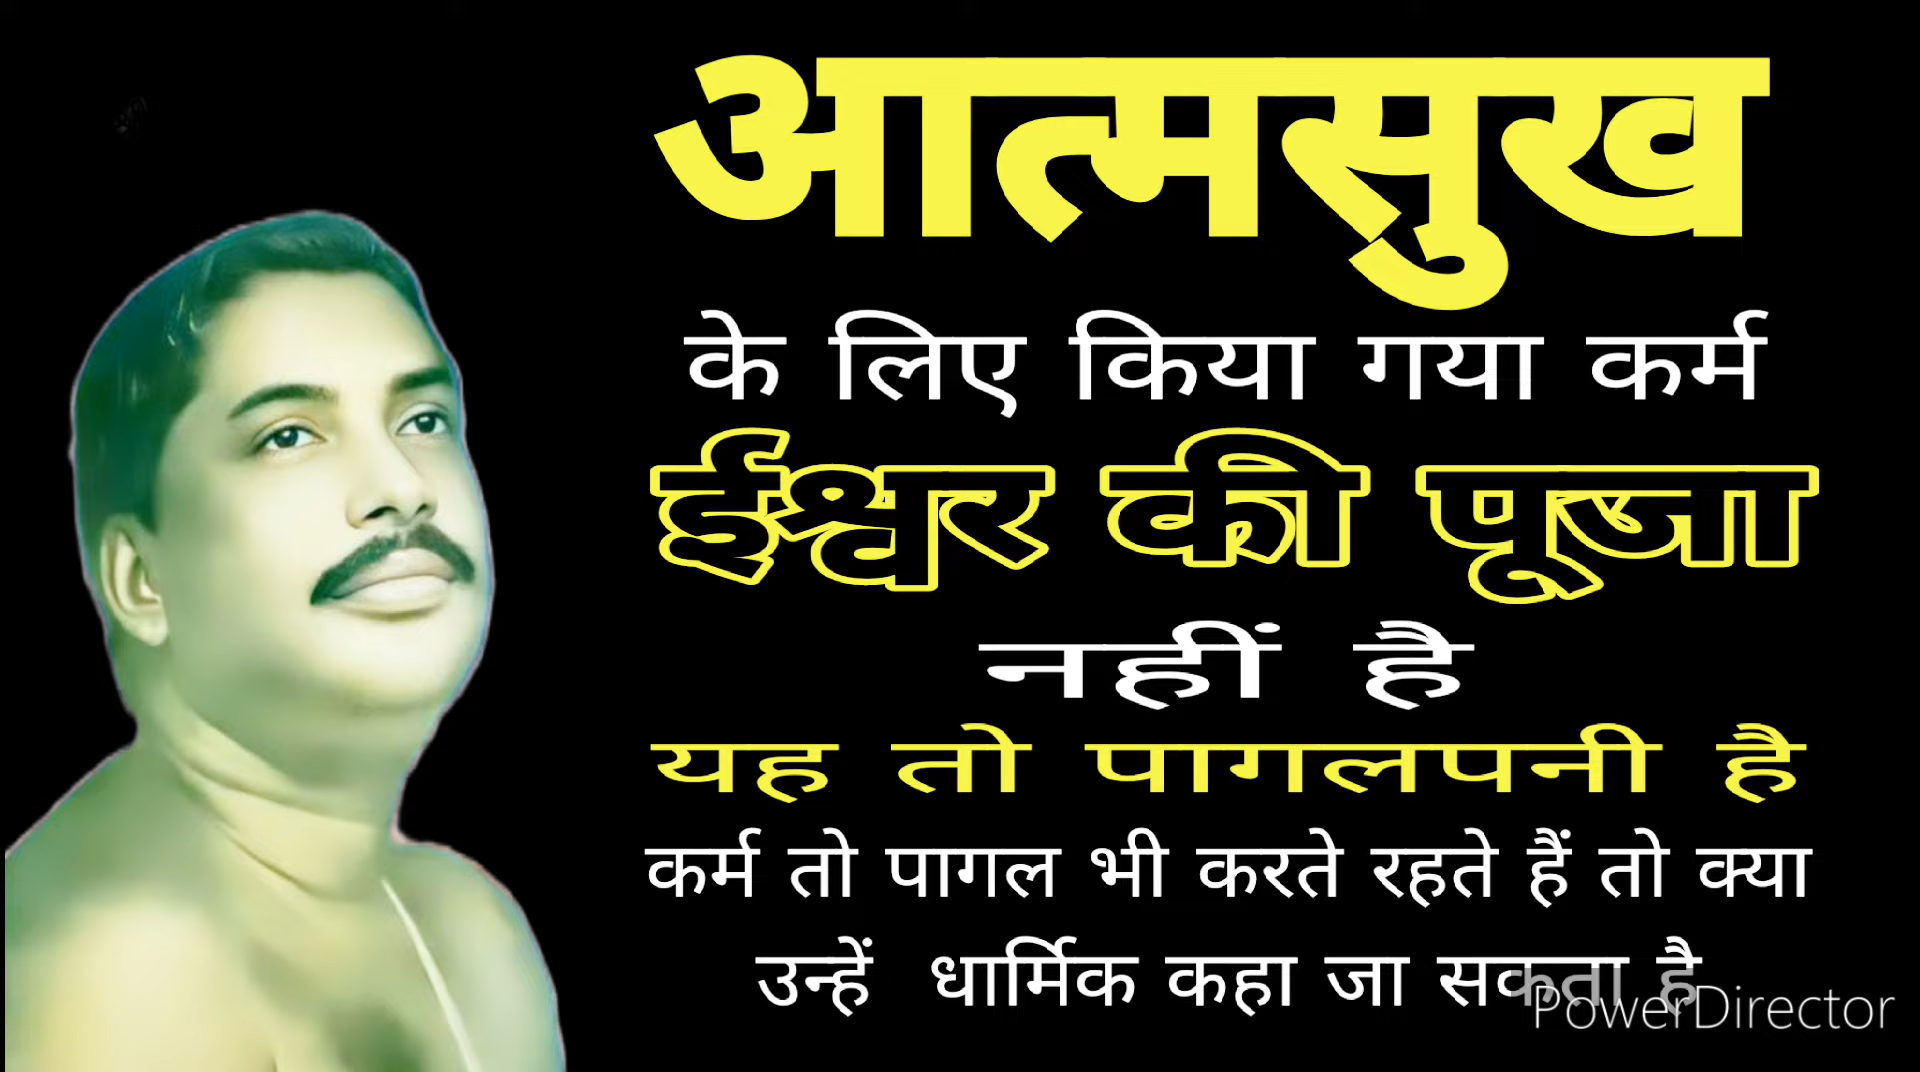 आत्मसुख
के लिए किया गया कर्म
ईश्वर की पूजा
नहीं है
यह तो पागलपनी है
कर्म तो पागल भी करते रहते हैं तो क्या
उन्हें धार्मिक कहा जा सकता है
PowerDirector